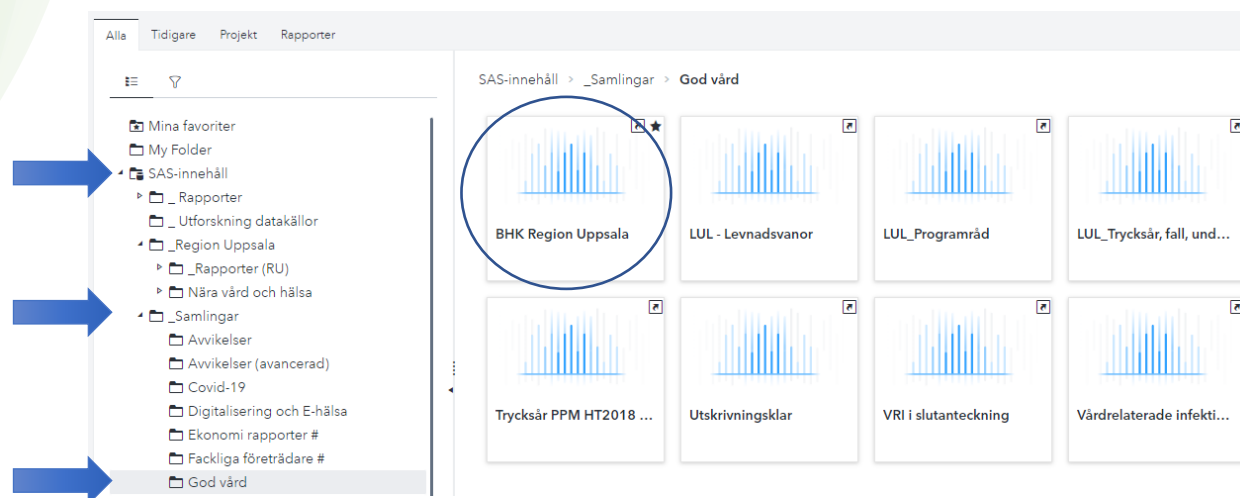 Alla Tidigare Projekt Rapporter
SAS-innehåll > _Samlingar > God vård
Mina favoriter
My Folder
SAS-innehåll
_ Rapporter
_ Utforskning datakällor
_Region Uppsala
_Rapporter (RU)
Nära vård och hälsa
_Samlingar
Avvikelser
Avvikelser (avancerad)
Covid-19
Digitalisering och E-hälsa
Ekonomi rapporter #
Fackliga företrädare #
God vård
BHK Region Uppsala
LUL - Levnadsvanor
LUL_Programråd
LUL_Trycksår, fall, und...
Trycksår PPM HT2018 ...
Utskrivningsklar
VRI i slutanteckning
Vårdrelaterade infekti...